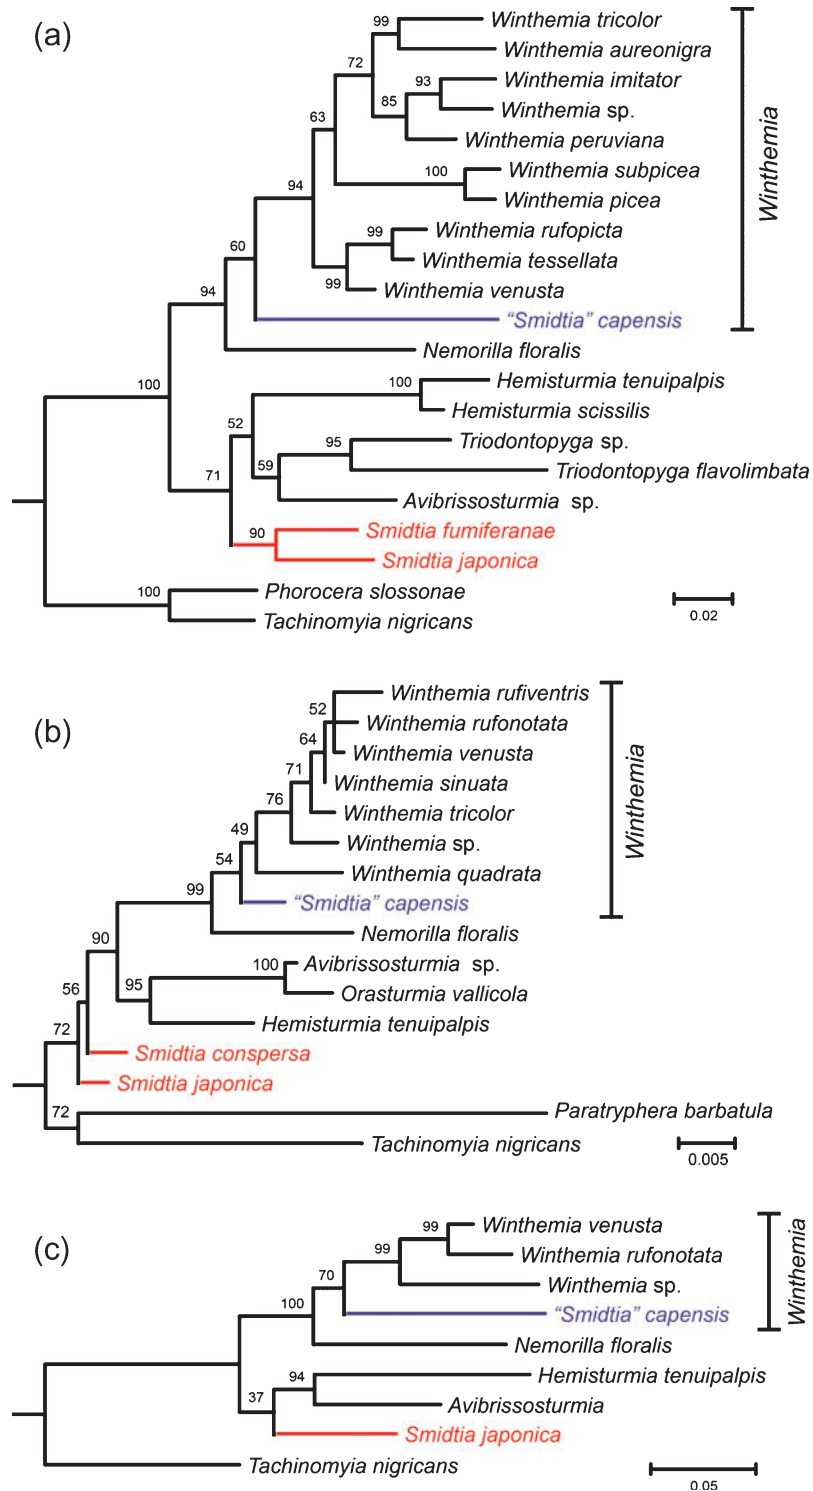 (a)
99
Winthemia tricolor
Winthemia aureonigra
72
93
Winthemia imitator
85
Winthemia sp.
Winthemia peruviana
63
100
Winthemia subpicea
Winthemia picea
94
99
Winthemia rufopicta
Winthemia tessellata
99
Winthemia venusta
60
“Smidtia” capensis
Winthemia
94
Nemorilla floralis
100
100
Hemisturmia tenuipalpis
Hemisturmia scissilis
52
95
Triodontopyga sp.
59
Triodontopyga flavolimbata
71
Avibrissosturmia sp.
90
Smidtia fumiferanae
Smidtia japonica
100
Phorocera slossonae
Tachinomyia nigricans
0.02
(b)
Winthemia rufiventris
52
Winthemia rufonotata
64
Winthemia venusta
71
Winthemia sinuata
76
Winthemia tricolor
49
Winthemia sp.
54
Winthemia quadrata
99
“Smidtia” capensis
Winthemia
Nemorilla floralis
90
100
Avibrissosturmia sp.
95
Orasturmia vallicola
56
Hemisturmia tenuipalpis
72
Smidtia conspersa
Smidtia japonica
72
Paratryphera barbatula
Tachinomyia nigricans
0.005
(c)
99
Winthemia venusta
99
Winthemia rufonotata
70
Winthemia sp.
100
“Smidtia” capensis
Winthemia
Nemorilla floralis
94
Hemisturmia tenuipalpis
37
Avibrissosturmia
Smidtia japonica
Tachinomyia nigricans
0.05